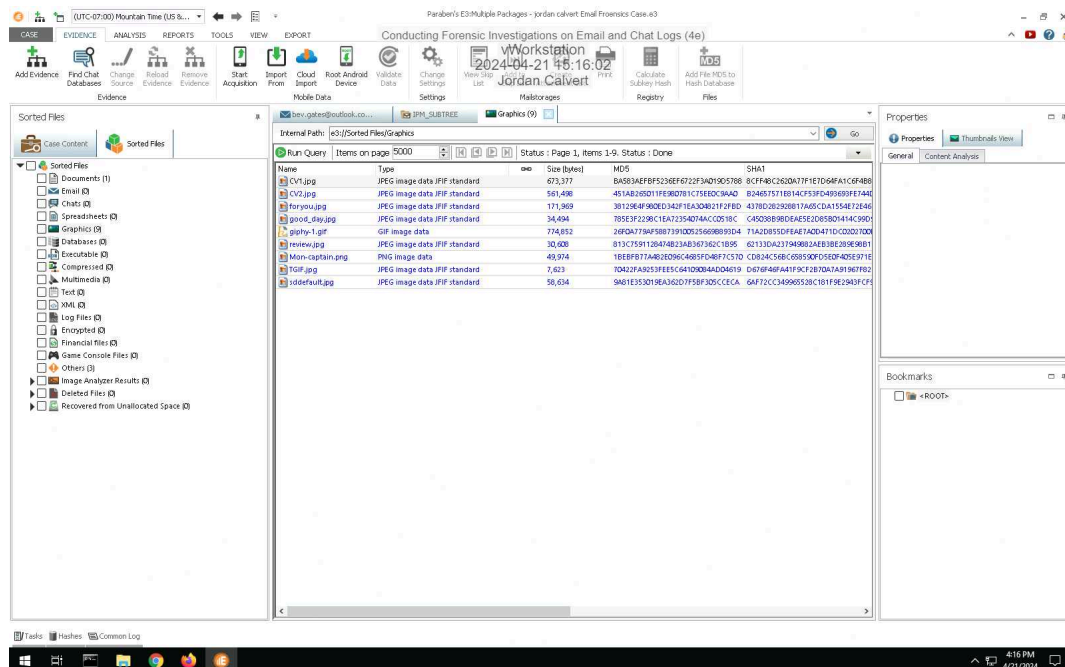 (UTC-07:00) Mountain Time (US &...
Paraben's E3:Multiple Packages - jordan calvert Email Froensics Case.e3
CASE EVIDENCE ANALYSIS REPORTS TOOLS VIEW EXPORT
Conducting Forensic Investigations on Email and Chat Logs (4e)
vWorkstation
2024-04-21 15:16:02
Jordan Calvert
Add Evidence
Find Chat Databases
Change Source
Reload Evidence
Remove Evidence
Start Acquisition
Import From
Cloud Import
Root Android Device
Validate Data
Change Settings
View Skip List
Print
Calculate Subkey Hash
Add File MD5 to Hash Database
Evidence Mobile Data Settings Mailstorages Registry Files
Sorted Files
Case Content Sorted Files
Sorted Files
Documents (1)
Email (0)
Chats (0)
Spreadsheets (0)
Graphics (9)
Databases (0)
Executable (0)
Compressed (0)
Multimedia (0)
Text (0)
XML (0)
Log Files (0)
Encrypted (0)
Financial files (0)
Game Console Files (0)
Others (3)
Image Analyzer Results (0)
Deleted Files (0)
Recovered from Unallocated Space (0)
bev.gates@outlook.co... IPM_SUBTREE Graphics (9)
Internal Path: e3://Sorted Files/Graphics Go
Run Query Items on page 5000 Status : Page 1, items 1-9. Status : Done
Name Type Size (bytes) MD5 SHA1
CV1.jpg JPEG image data JFIF standard 673,377
CV2.jpg JPEG image data JFIF standard 561,498
foryou.jpg JPEG image data JFIF standard 171,969
good_day.jpg JPEG image data JFIF standard 34,494
giphy-1.gif GIF image data 774,852
review.jpg JPEG image data JFIF standard 30,608
Mon-captain.png PNG image data 49,974
TGIF.jpg JPEG image data JFIF standard 7,623
sddefault.jpg JPEG image data JFIF standard 58,634
Properties
Properties Thumbnails View
General Content Analysis
Bookmarks
<ROOT>
Tasks Hashes Common Log
4:16 PM
4/21/2024